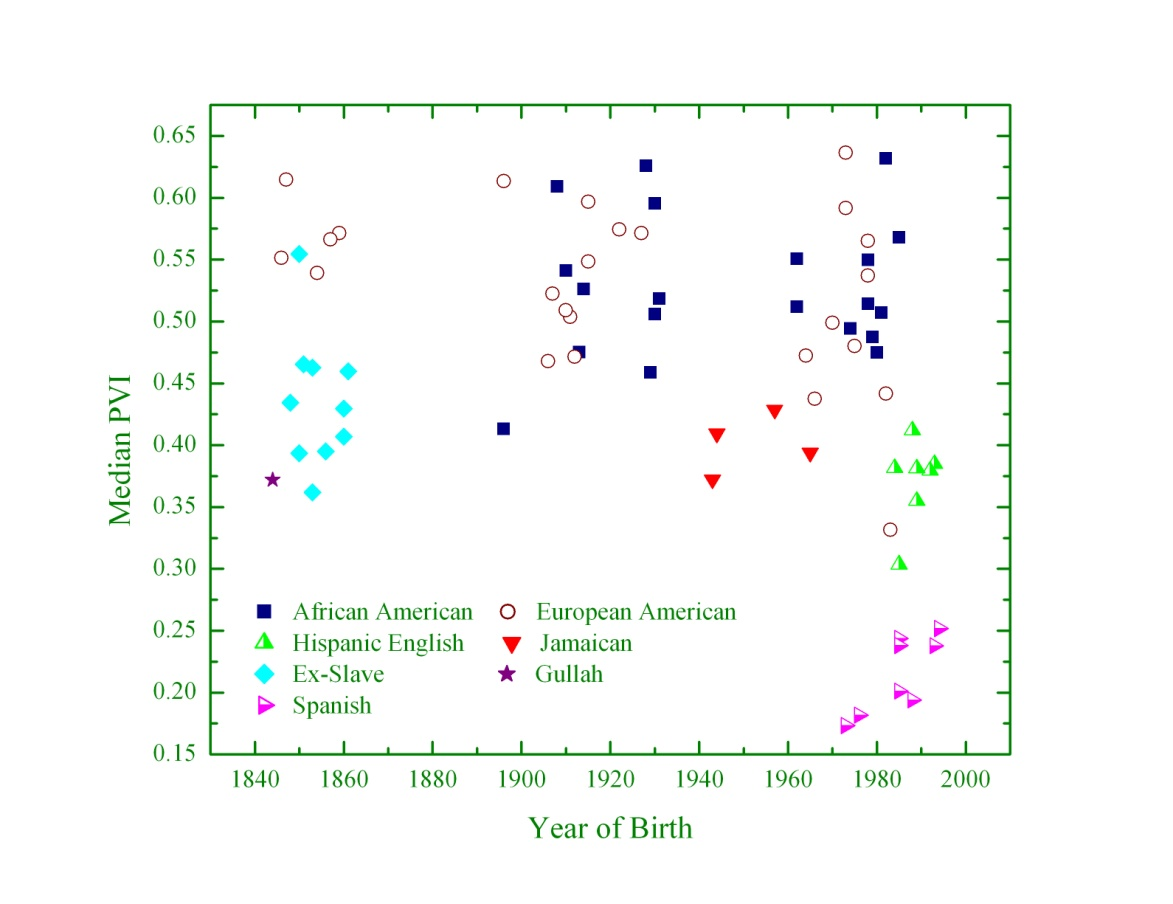 0.65
0.60
0.55
0.50
0.45
0.40
0.35
0.30
0.25
0.20
0.15
Median PVI
African American
European American
Hispanic English
Jamaican
Ex-Slave
Gullah
Spanish
1840 1860 1880 1900 1920 1940 1960 1980 2000
Year of Birth